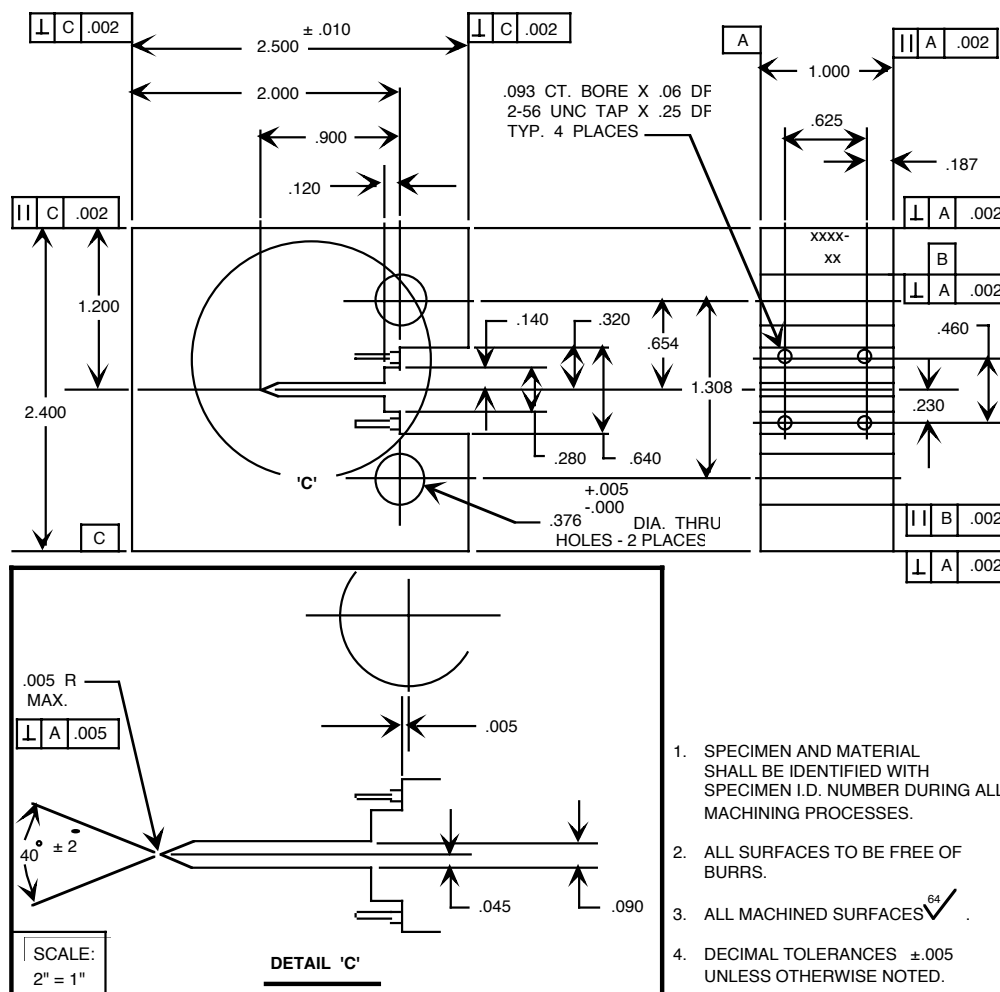 ⊥ C .002
± .010
2.500
⊥ C .002
A
|| A .002
2.000
1.000
.093 CT. BORE X .06 DP
2-56 UNC TAP X .25 DP
TYP. 4 PLACES
.900
.625
.120
.187
|| C .002
⊥ A .002
xxxx-
xx
B
⊥ A .002
1.200
.140
.320
.654
.460
1.308
2.400
.230
.280
.640
'C'
+.005
-.000
.376 DIA. THRU
HOLES - 2 PLACES
C
|| B .002
⊥ A .002
.005 R
MAX.
⊥ A .005
.005
40° ± 2°
.045
.090
SCALE:
2" = 1"
DETAIL 'C'
1. SPECIMEN AND MATERIAL
SHALL BE IDENTIFIED WITH
SPECIMEN I.D. NUMBER DURING ALL
MACHINING PROCESSES.
2. ALL SURFACES TO BE FREE OF
BURRS.
3. ALL MACHINED SURFACES 64 .
4. DECIMAL TOLERANCES ±.005
UNLESS OTHERWISE NOTED.